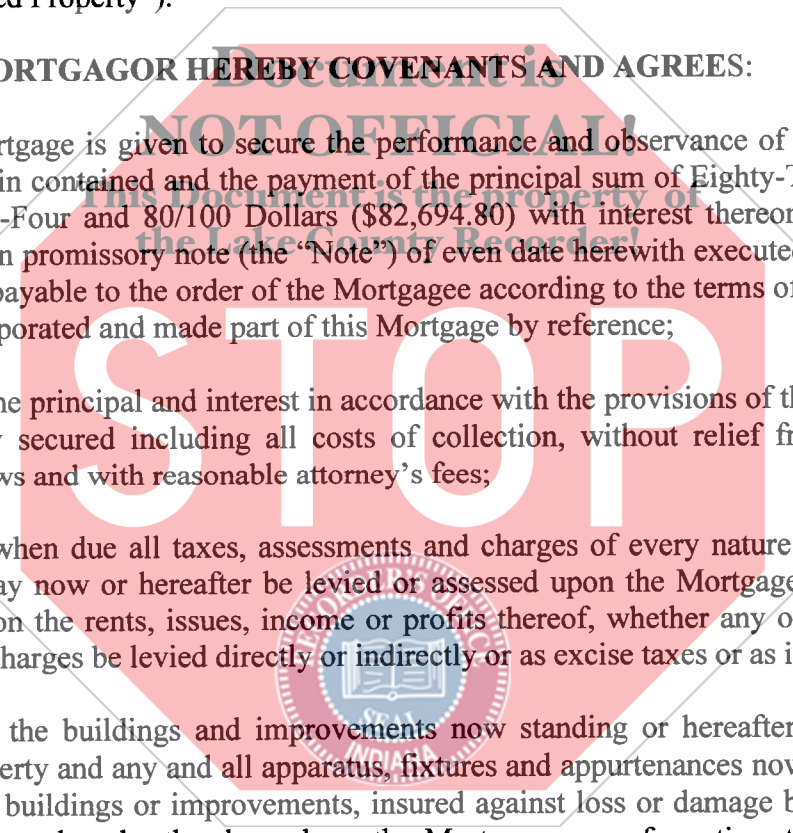 ed Property").
Document is
ORTGAGOR HEREBY COVENANTS AND AGREES:
NOT OFFICIAL!
rtgage is given to secure the performance and observance of
in contained and the payment of the principal sum of Eighty-T
This Document is the property of
-Four and 80/100 Dollars ($82,694.80) with interest thereon
the Lake County Recorder!
n promissory note (the "Note") of even date herewith execute
payable to the order of the Mortgagee according to the terms of
rporated and made part of this Mortgage by reference;
STOP
ne principal and interest in accordance with the provisions of th
y secured including all costs of collection, without relief fr
ws and with reasonable attorney's fees;
when due all taxes, assessments and charges of every nature
ay now or hereafter be levied or assessed upon the Mortgage
on the rents, issues, income or profits thereof, whether any o
harges be levied directly or indirectly or as excise taxes or as i
RECORDER'S OFFICE
SEAL
INDIANA
the buildings and improvements now standing or hereafter
erty and any and all apparatus, fixtures and appurtenances now
buildings or improvements, insured against loss or damage b